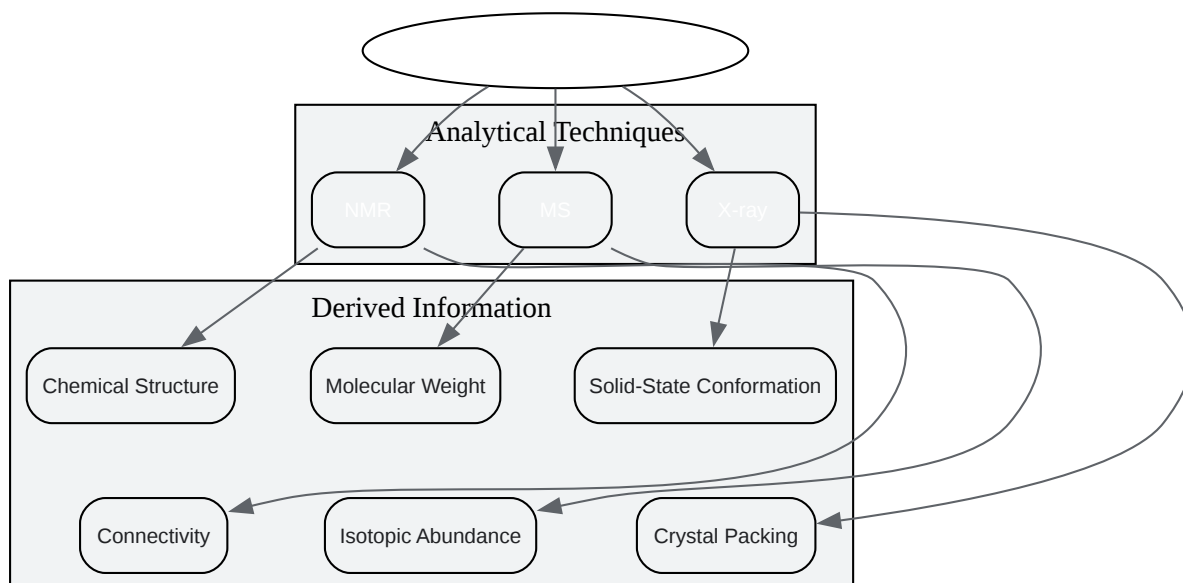 Analytical Techniques
NMR
MS
X-ray
Derived Information
Chemical Structure
Molecular Weight
Solid-State Conformation
Connectivity
Isotopic Abundance
Crystal Packing